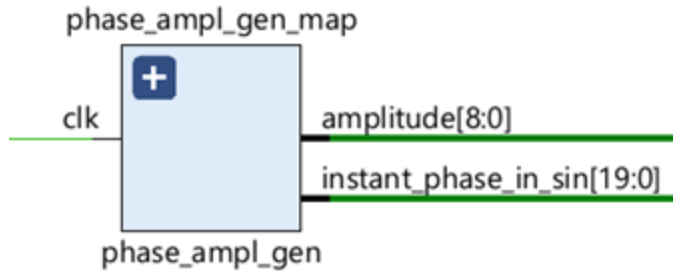 phase_ampl_gen_map
clk
amplitude[8:0]
instant_phase_in_sin[19:0]
phase_ampl_gen